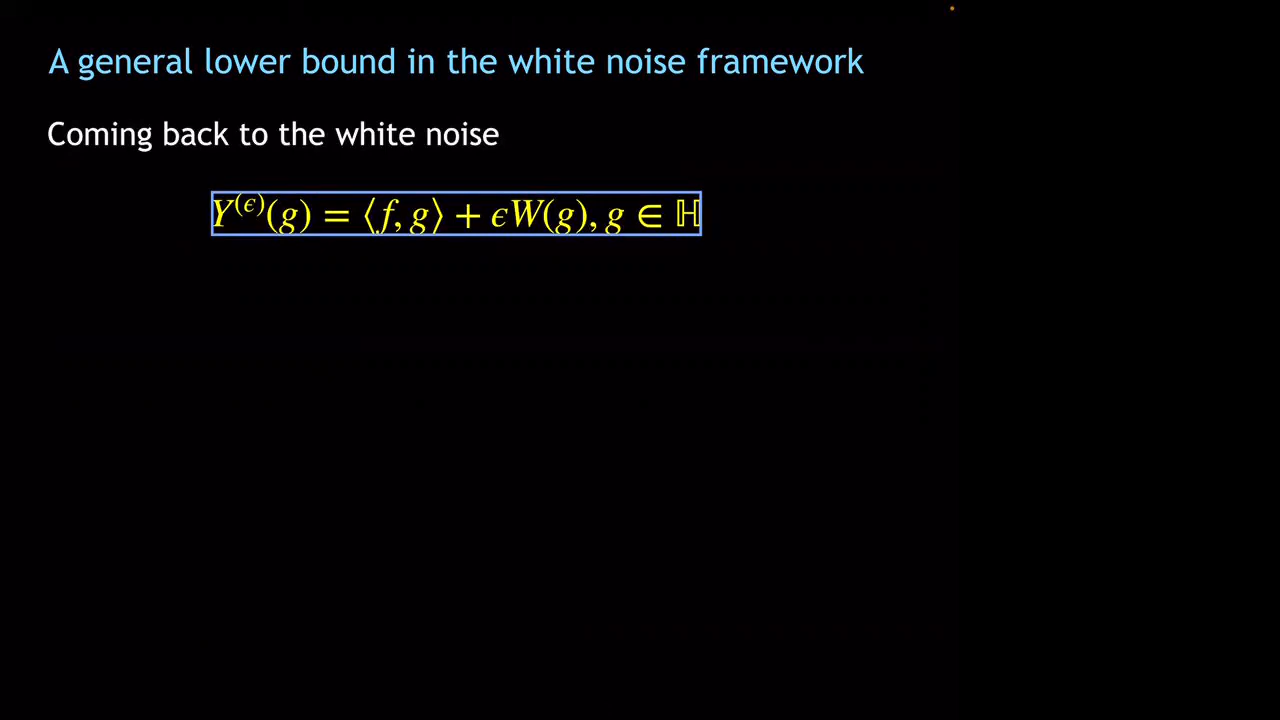 A general lower bound in the white noise framework
Coming back to the white noise
Y^{(ϵ)}(g) = ⟨f, g⟩ + ϵW(g), g ∈ ℍ